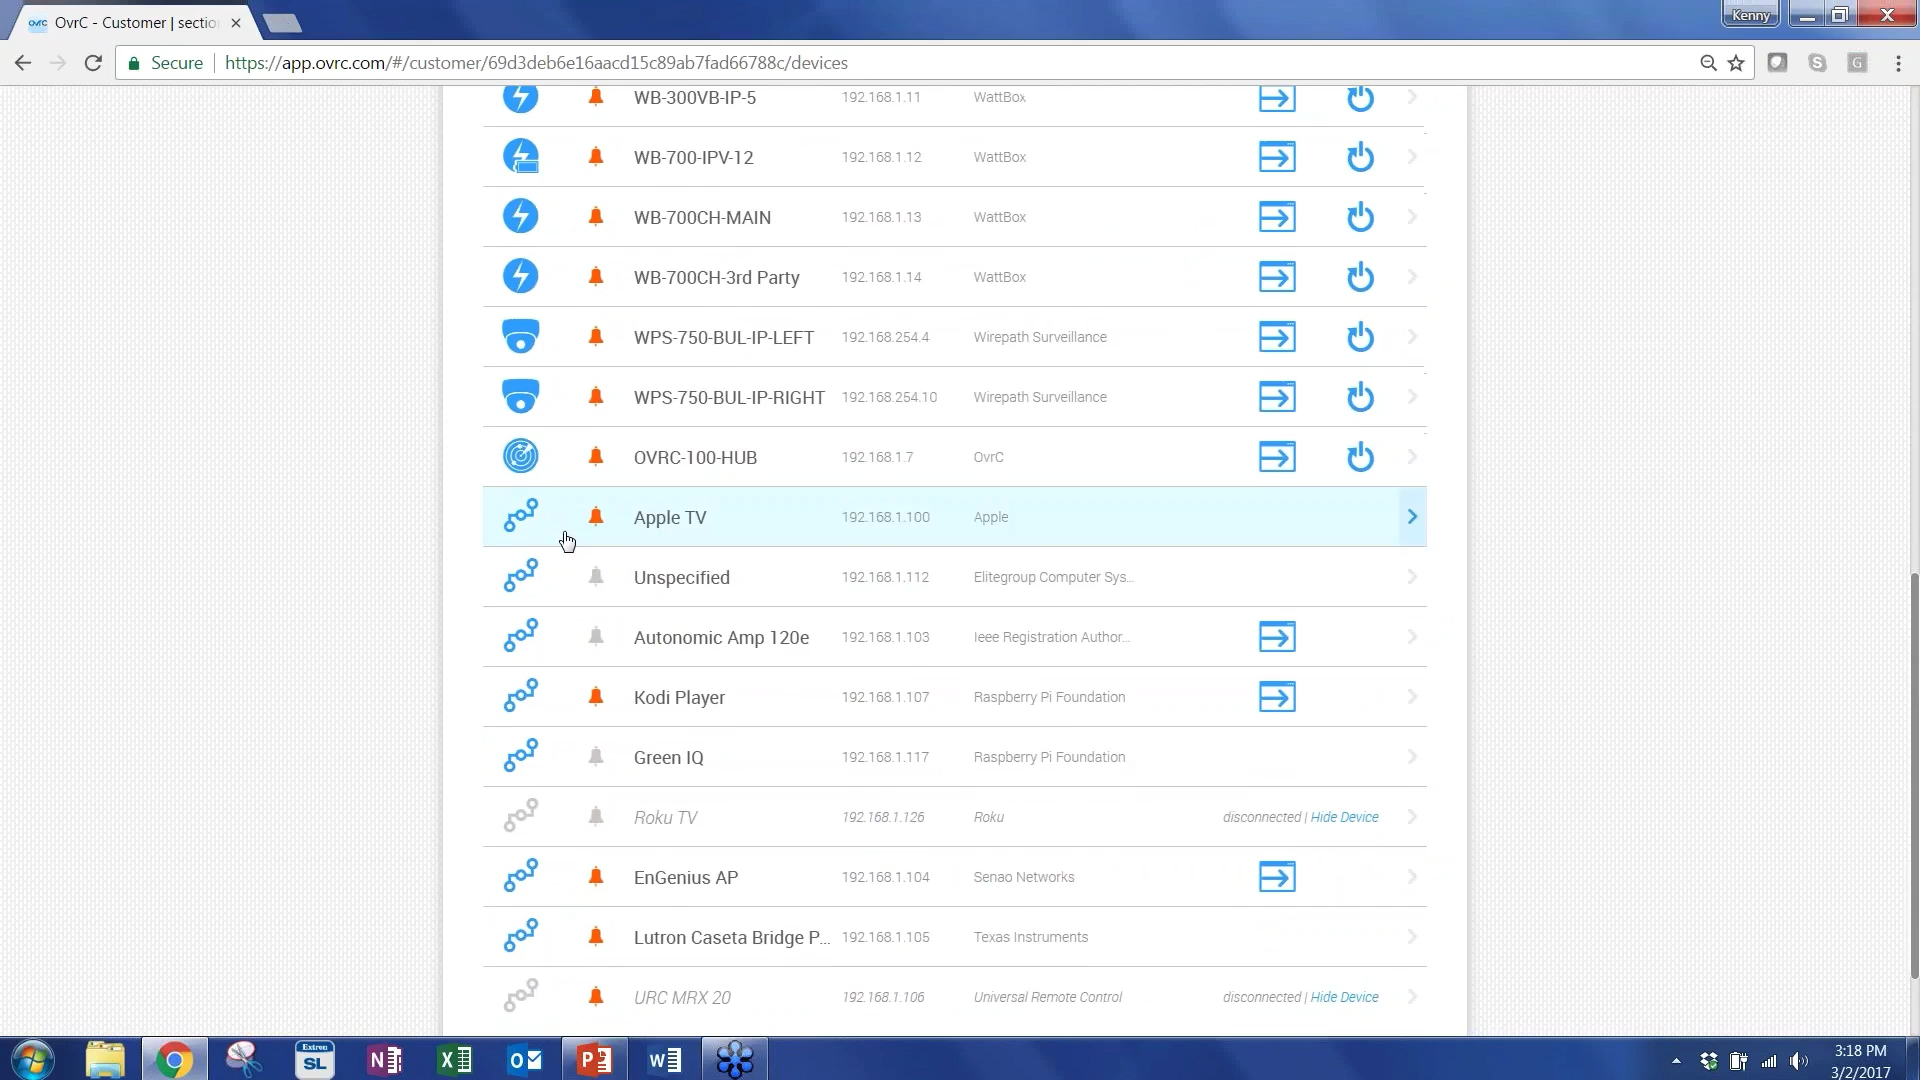 OvrC OvrC - Customer | sectio
Kenny
Secure https://app.ovrc.com/#/customer/69d3deb6e16aacd15c89ab7fad66788c/devices
S G
WB-300VB-IP-5 192.168.1.11 WattBox
WB-700-IPV-12 192.168.1.12 WattBox
WB-700CH-MAIN 192.168.1.13 WattBox
WB-700CH-3rd Party 192.168.1.14 WattBox
WPS-750-BUL-IP-LEFT 192.168.254.4 Wirepath Surveillance
WPS-750-BUL-IP-RIGHT 192.168.254.10 Wirepath Surveillance
OVRC-100-HUB 192.168.1.7 OvrC
Apple TV 192.168.1.100 Apple
Unspecified 192.168.1.112 Elitegroup Computer Sys...
Autonomic Amp 120e 192.168.1.103 Ieee Registration Author...
Kodi Player 192.168.1.107 Raspberry Pi Foundation
Green IQ 192.168.1.117 Raspberry Pi Foundation
Roku TV 192.168.1.126 Roku disconnected | Hide Device
EnGenius AP 192.168.1.104 Senao Networks
Lutron Caseta Bridge P... 192.168.1.105 Texas Instruments
URC MRX 20 192.168.1.106 Universal Remote Control disconnected | Hide Device
Extron
SL
3:18 PM
3/2/2017